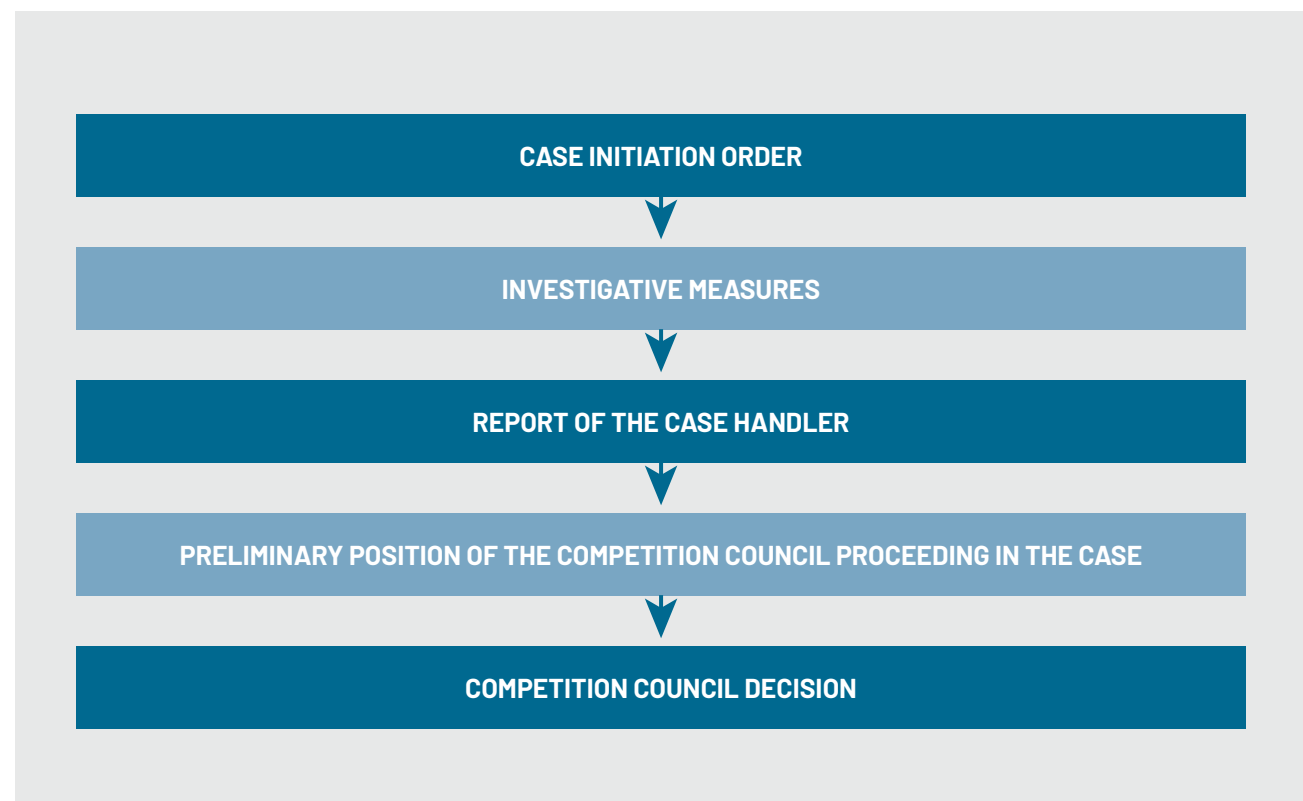 CASE INITIATION ORDER
INVESTIGATIVE MEASURES
REPORT OF THE CASE HANDLER
PRELIMINARY POSITION OF THE COMPETITION COUNCIL PROCEEDING IN THE CASE
COMPETITION COUNCIL DECISION